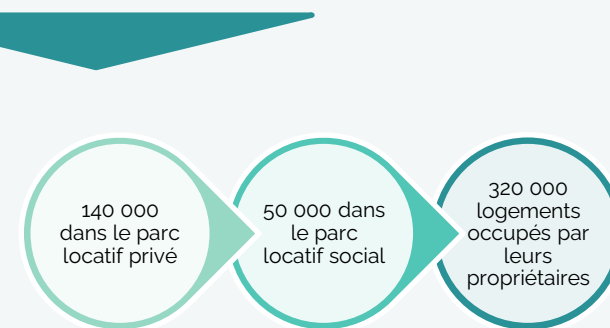 140 000
dans le parc
locatif privé
50 000 dans
le parc
locatif social
320 000
logements
occupés par
leurs
propriétaires